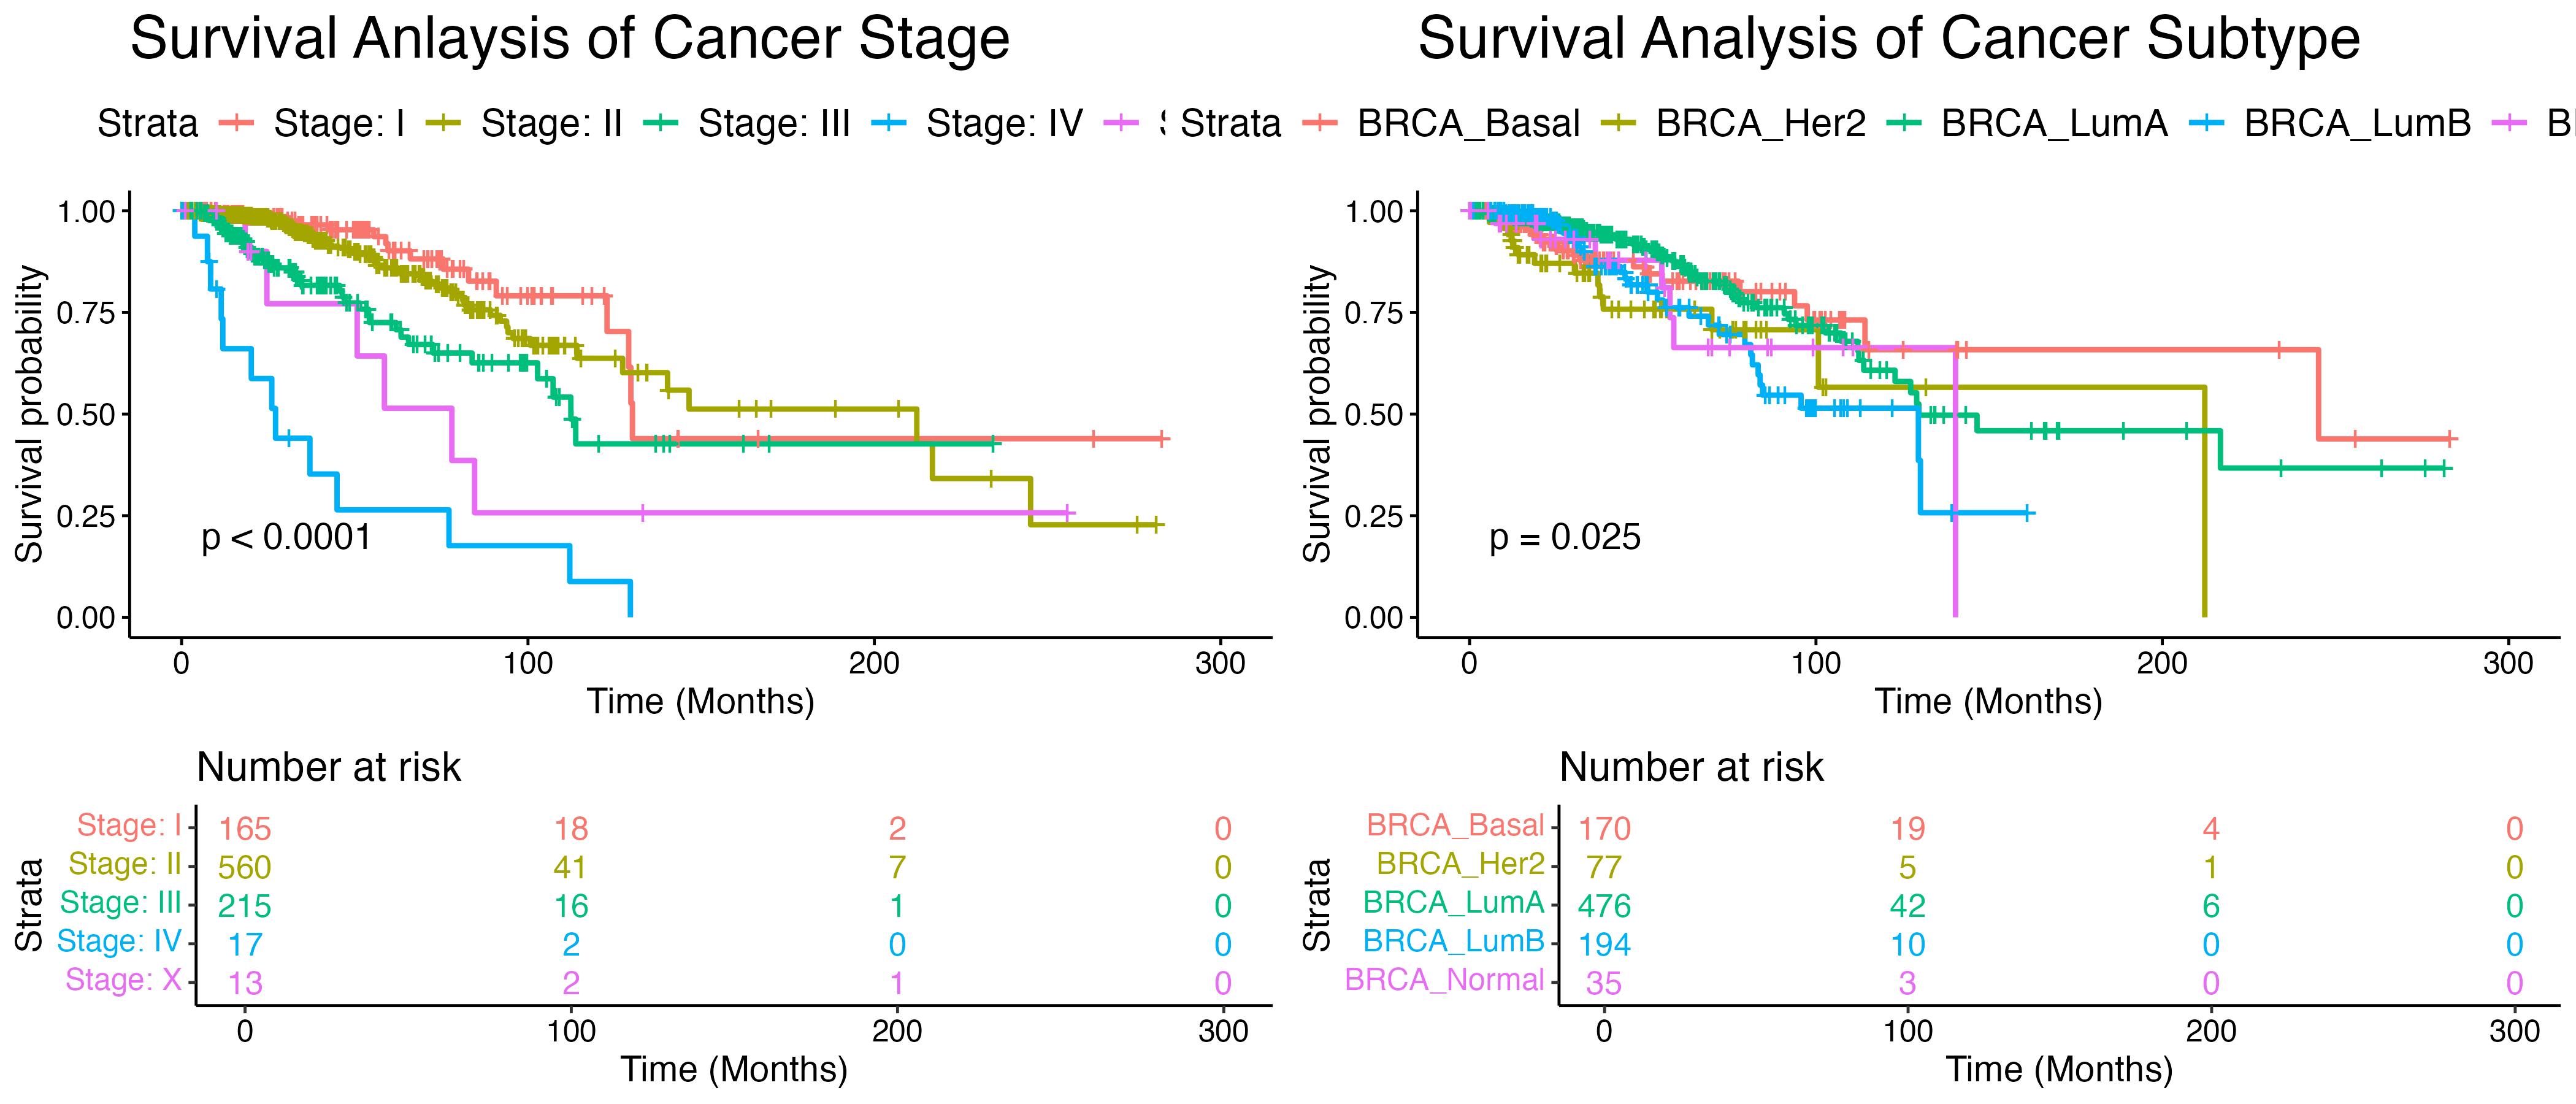 Survival Anlaysis of Cancer Stage
Strata Stage: I Stage: II Stage: III Stage: IV
1.00
0.75
0.50
0.25
0.00
Survival probability
p < 0.0001
0 100 200 300
Time (Months)
Number at risk
Strata
Stage: I 165 18 2 0
Stage: II 560 41 7 0
Stage: III 215 16 1 0
Stage: IV 17 2 0 0
Stage: X 13 2 1 0
0 100 200 300
Time (Months)
Survival Analysis of Cancer Subtype
Strata BRCA_Basal BRCA_Her2 BRCA_LumA BRCA_LumB
1.00
0.75
0.50
0.25
0.00
Survival probability
p = 0.025
0 100 200 300
Time (Months)
Number at risk
Strata
BRCA_Basal 170 19 4 0
BRCA_Her2 77 5 1 0
BRCA_LumA 476 42 6 0
BRCA_LumB 194 10 0 0
BRCA_Normal 35 3 0 0
0 100 200 300
Time (Months)